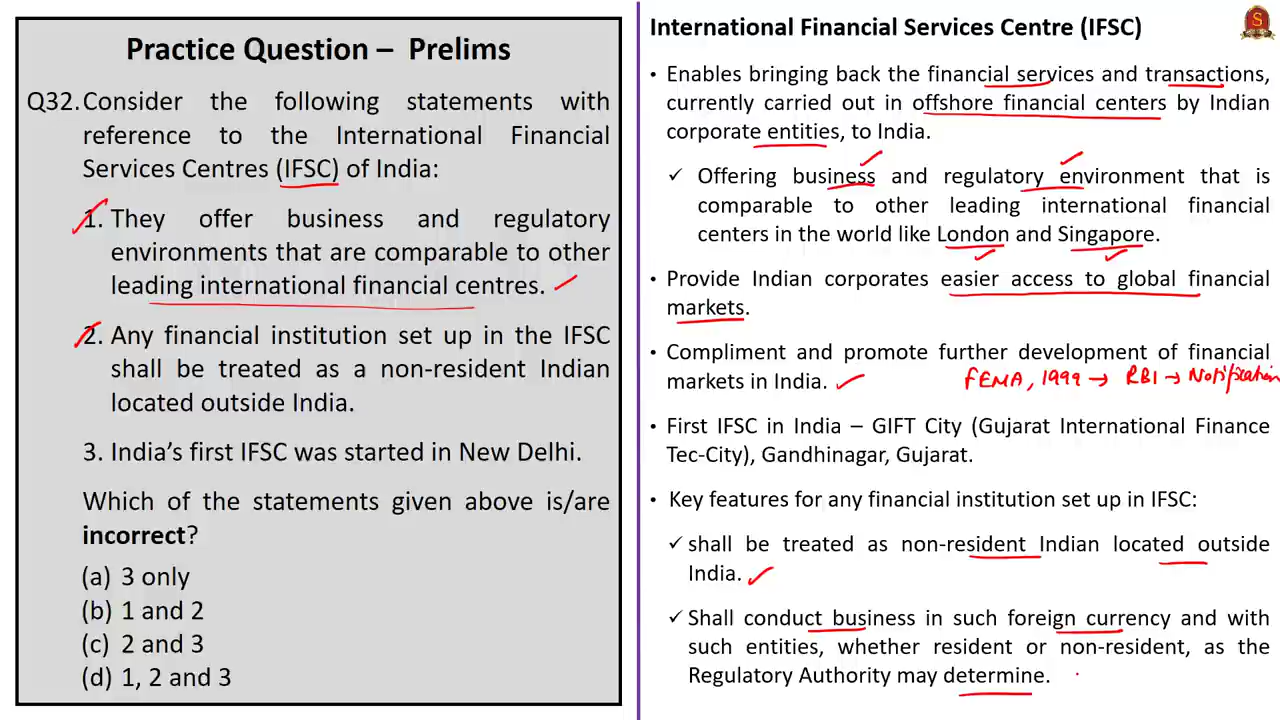 Practice Question – Prelims
Q32. Consider the following statements with
reference to the International Financial
Services Centres (IFSC) of India:
1. They offer business and regulatory
environments that are comparable to other
leading international financial centres.
2. Any financial institution set up in the IFSC
shall be treated as a non-resident Indian
located outside India.
3. India's first IFSC was started in New Delhi.
Which of the statements given above is/are
incorrect?
(a) 3 only
(b) 1 and 2
(c) 2 and 3
(d) 1, 2 and 3
International Financial Services Centre (IFSC)
• Enables bringing back the financial services and transactions,
currently carried out in offshore financial centers by Indian
corporate entities, to India.
✓ Offering business and regulatory environment that is
comparable to other leading international financial
centers in the world like London and Singapore.
• Provide Indian corporates easier access to global financial
markets.
• Compliment and promote further development of financial
markets in India.
FEMA, 1999 → RBI → Notification
• First IFSC in India – GIFT City (Gujarat International Finance
Tec-City), Gandhinagar, Gujarat.
• Key features for any financial institution set up in IFSC:
✓ shall be treated as non-resident Indian located outside
India.
✓ Shall conduct business in such foreign currency and with
such entities, whether resident or non-resident, as the
Regulatory Authority may determine.